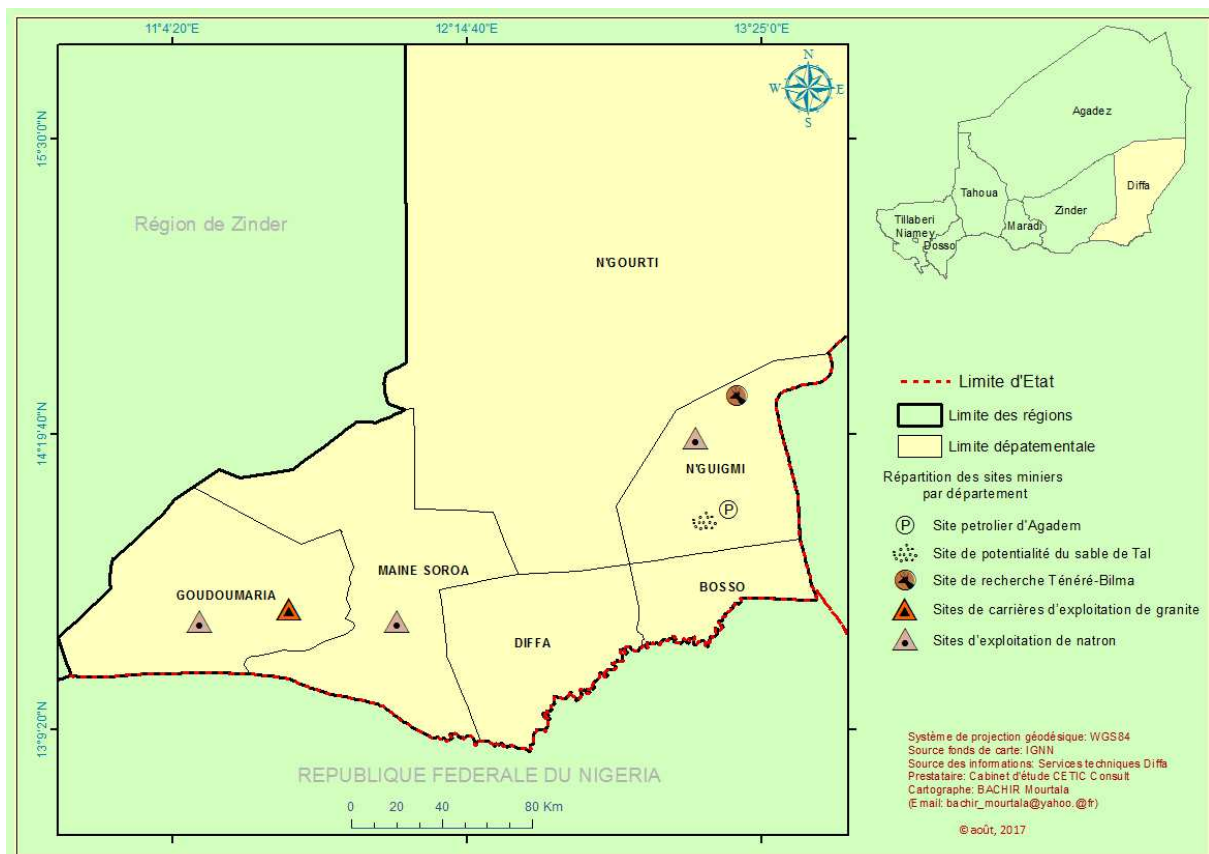 11°4'20"E
12°14'40"E
13°25'0"E
15°30'0"N
14°19'40"N
13°9'20"N
N
W
E
S
Région de Zinder
N'GOURTI
N'GUIGMI
P
MAINE SOROA
GOUDOUMARIA
BOSSO
DIFFA
REPUBLIQUE FEDERALE DU NIGERIA
0 20 40 80 Km
Agadez
Diffa
Tahoua
Zinder
Tillaberi
Maradi
Niamey
Dosso
Limite d'Etat
Limite des régions
Limite dépatementale
Répartition des sites miniers
par département
P
Site petrolier d'Agadem
Site de potentialité du sable de Tal
Site de recherche Ténéré-Bilma
Sites de carrières d'exploitation de granite
Sites d'exploitation de natron
Système de projection géodésique: WGS84
Source fonds de carte: IGNN
Source des informations: Services techniques Diffa
Prestataire: Cabinet d'étude CETIC Consult
Cartographe: BACHIR Mourtala
(Email: bachir_mourtala@yahoo.@fr)
©août, 2017